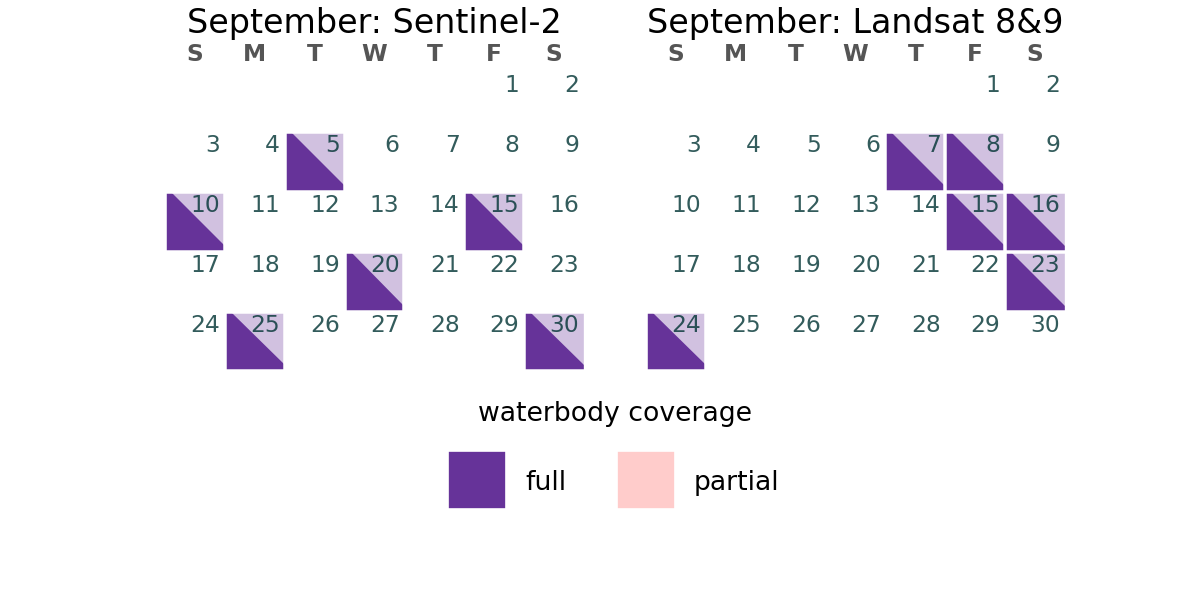 September: Sentinel-2
S M T W T F S
1 2
3 4 5 6 7 8 9
10 11 12 13 14 15 16
17 18 19 20 21 22 23
24 25 26 27 28 29 30
September: Landsat 8&9
S M T W T F S
1 2
3 4 5 6 7 8 9
10 11 12 13 14 15 16
17 18 19 20 21 22 23
24 25 26 27 28 29 30
waterbody coverage
full partial